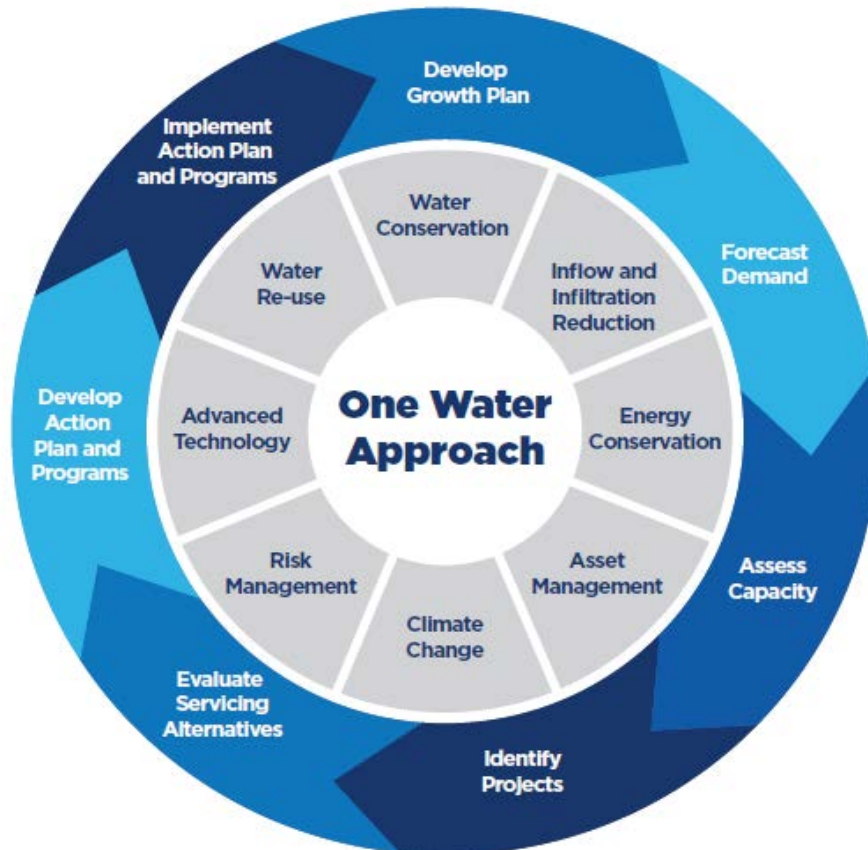 Develop
Growth Plan
Forecast
Demand
Assess
Capacity
Identify
Projects
Evaluate
Servicing
Alternatives
Develop
Action
Plan and
Programs
Implement
Action Plan
and Programs
Water
Conservation
Inflow and
Infiltration
Reduction
Energy
Conservation
Asset
Management
Climate
Change
Risk
Management
Advanced
Technology
Water
Re-use
One Water
Approach